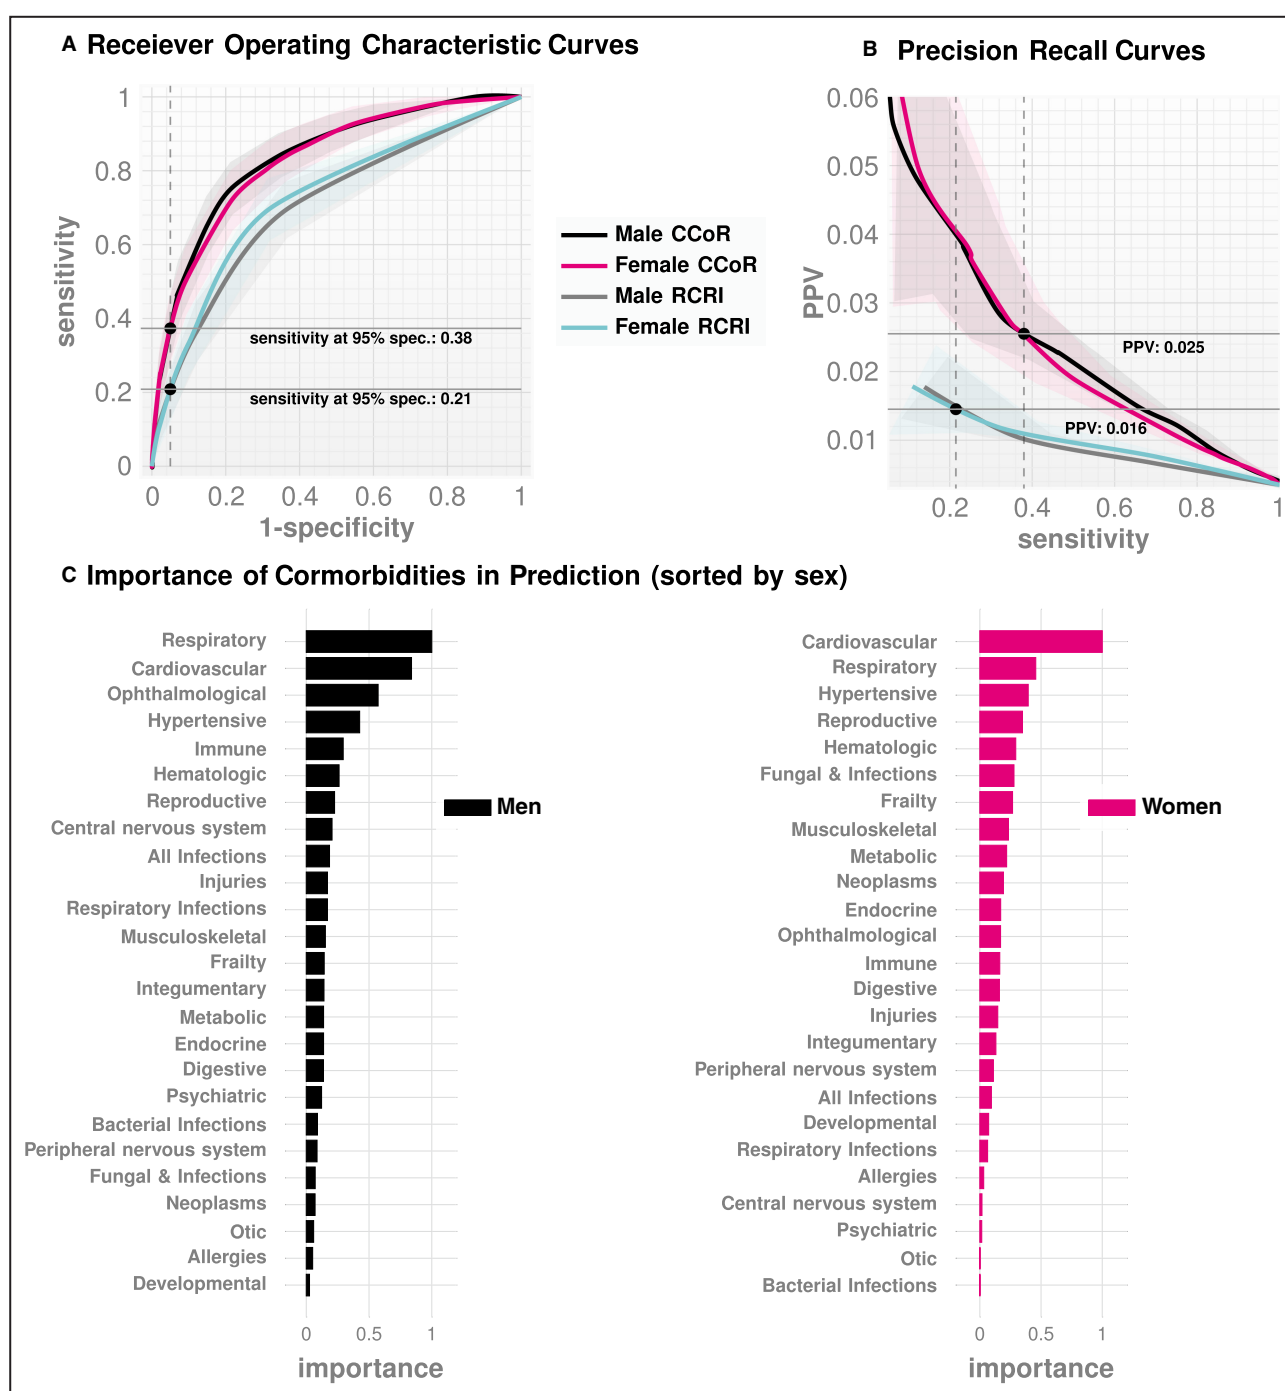 A Receiever Operating Characteristic Curves
1
0.8
0.6
0.4
0.2
0
sensitivity
sensitivity at 95% spec.: 0.38
sensitivity at 95% spec.: 0.21
0 0.2 0.4 0.6 0.8 1
1-specificity
Male CCoR
Female CCoR
Male RCRI
Female RCRI
B Precision Recall Curves
0.06
0.05
0.04
0.03
0.02
0.01
PPV
PPV: 0.025
PPV: 0.016
0.2 0.4 0.6 0.8 1
sensitivity
C Importance of Cormorbidities in Prediction (sorted by sex)
Respiratory
Cardiovascular
Ophthalmological
Hypertensive
Immune
Hematologic
Reproductive
Central nervous system
All Infections
Injuries
Respiratory Infections
Musculoskeletal
Frailty
Integumentary
Metabolic
Endocrine
Digestive
Psychiatric
Bacterial Infections
Peripheral nervous system
Fungal & Infections
Neoplasms
Otic
Allergies
Developmental
0 0.5 1
importance
Men
Cardiovascular
Respiratory
Hypertensive
Reproductive
Hematologic
Fungal & Infections
Frailty
Musculoskeletal
Metabolic
Neoplasms
Endocrine
Ophthalmological
Immune
Digestive
Injuries
Integumentary
Peripheral nervous system
All Infections
Developmental
Respiratory Infections
Allergies
Central nervous system
Psychiatric
Otic
Bacterial Infections
0 0.5 1
importance
Women